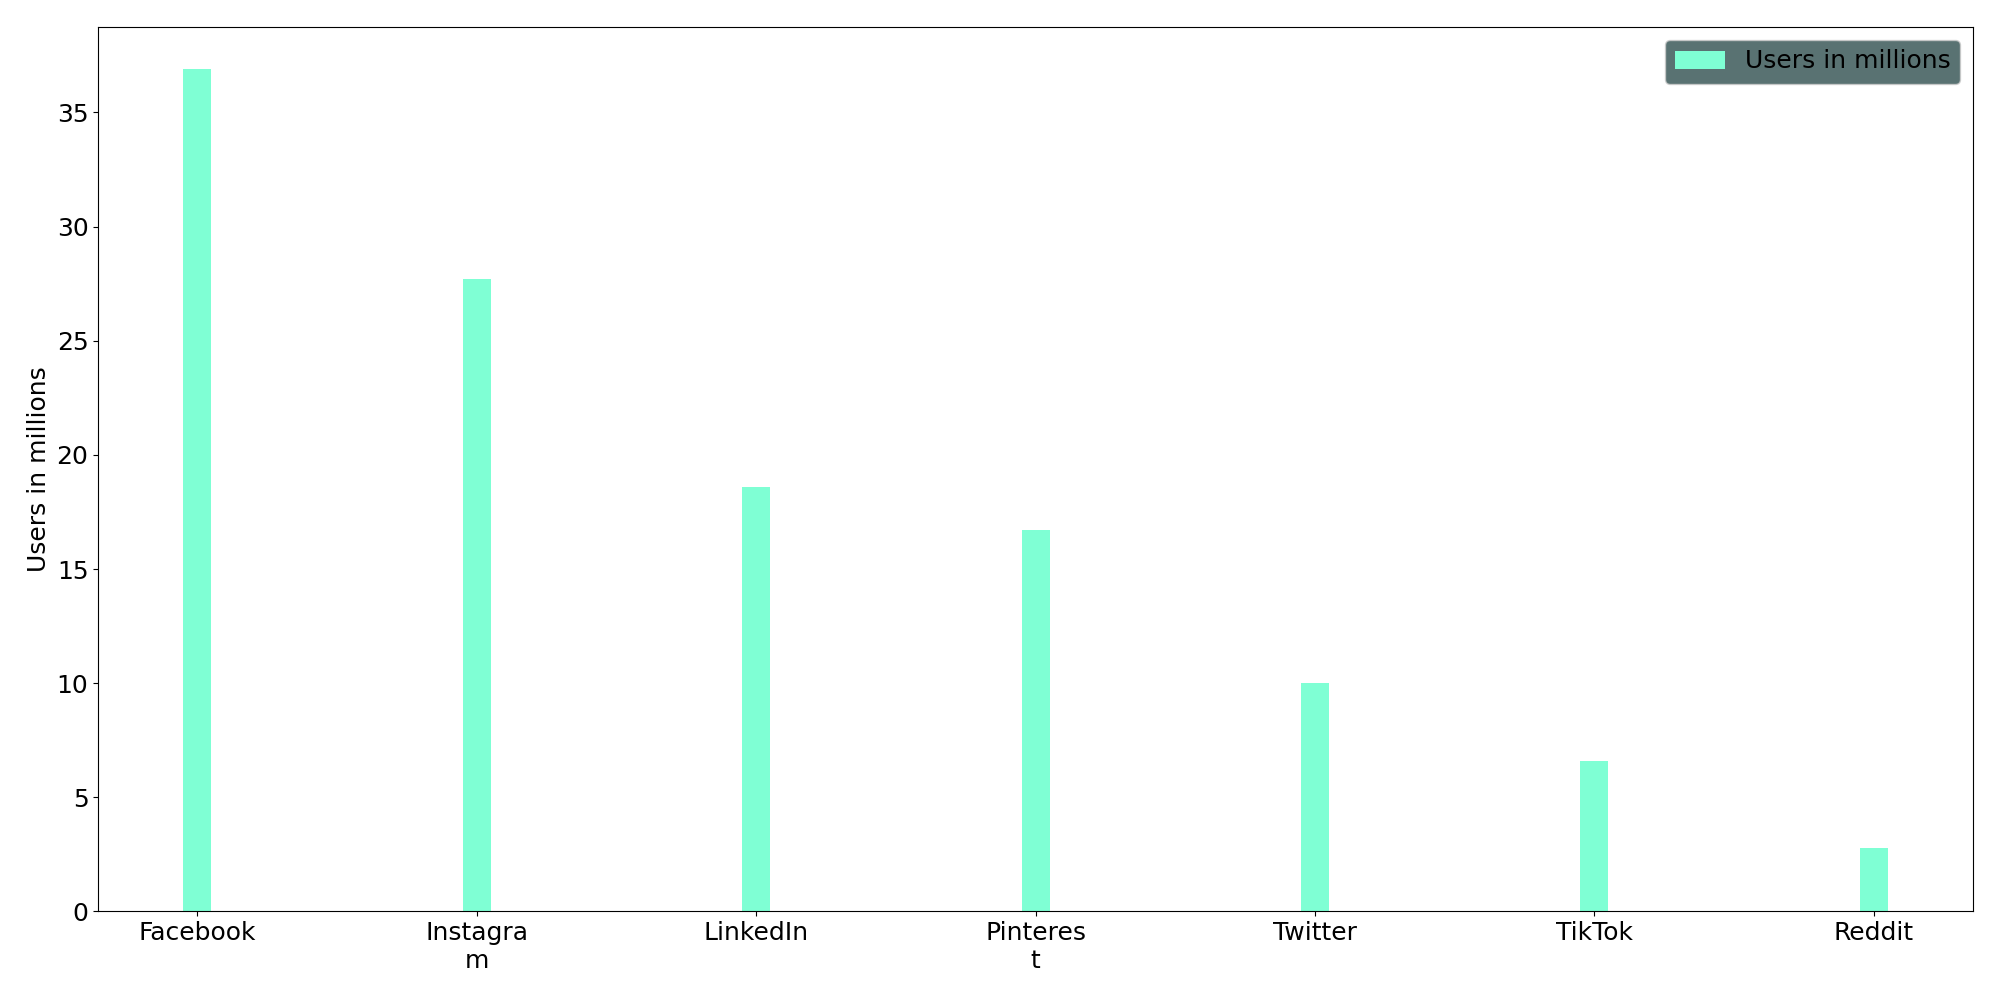 Users in millions
35
30
25
20
15
10
5
0
Users in millions
Facebook
Instagra
m
LinkedIn
Pinteres
t
Twitter
TikTok
Reddit